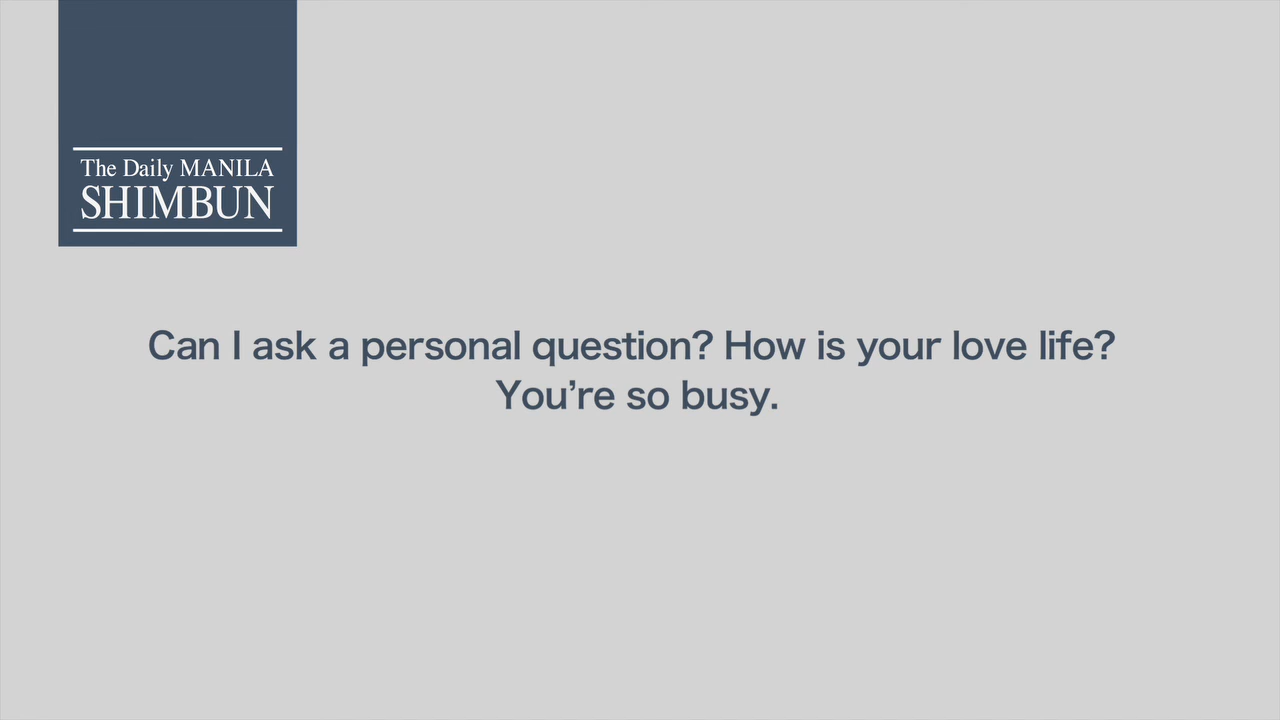 The Daily MANILA
SHIMBUN
Can I ask a personal question? How is your love life?
You’re so busy.